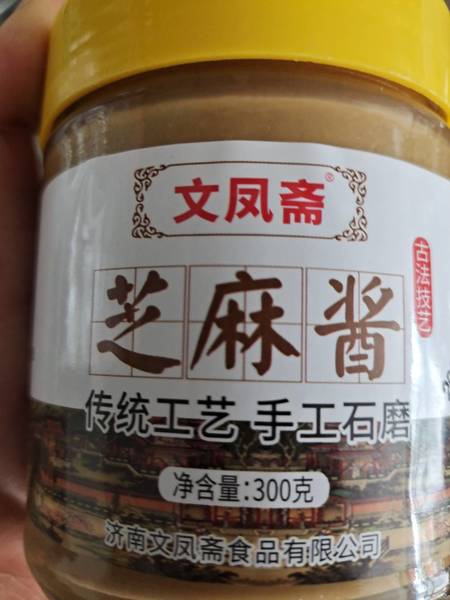 文凤斋®
古法技艺
芝麻酱
传统工艺 手工石磨
净含量:300克
济南文凤斋食品有限公司